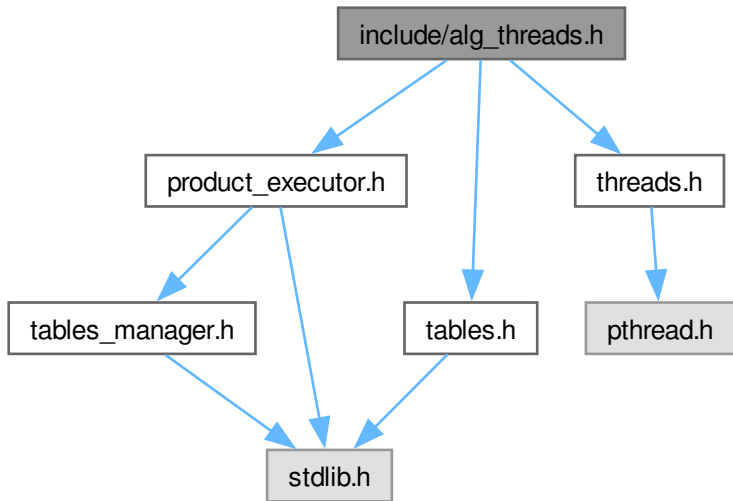 include/alg_threads.h
product_executor.h
threads.h
tables_manager.h
tables.h
pthread.h
stdlib.h